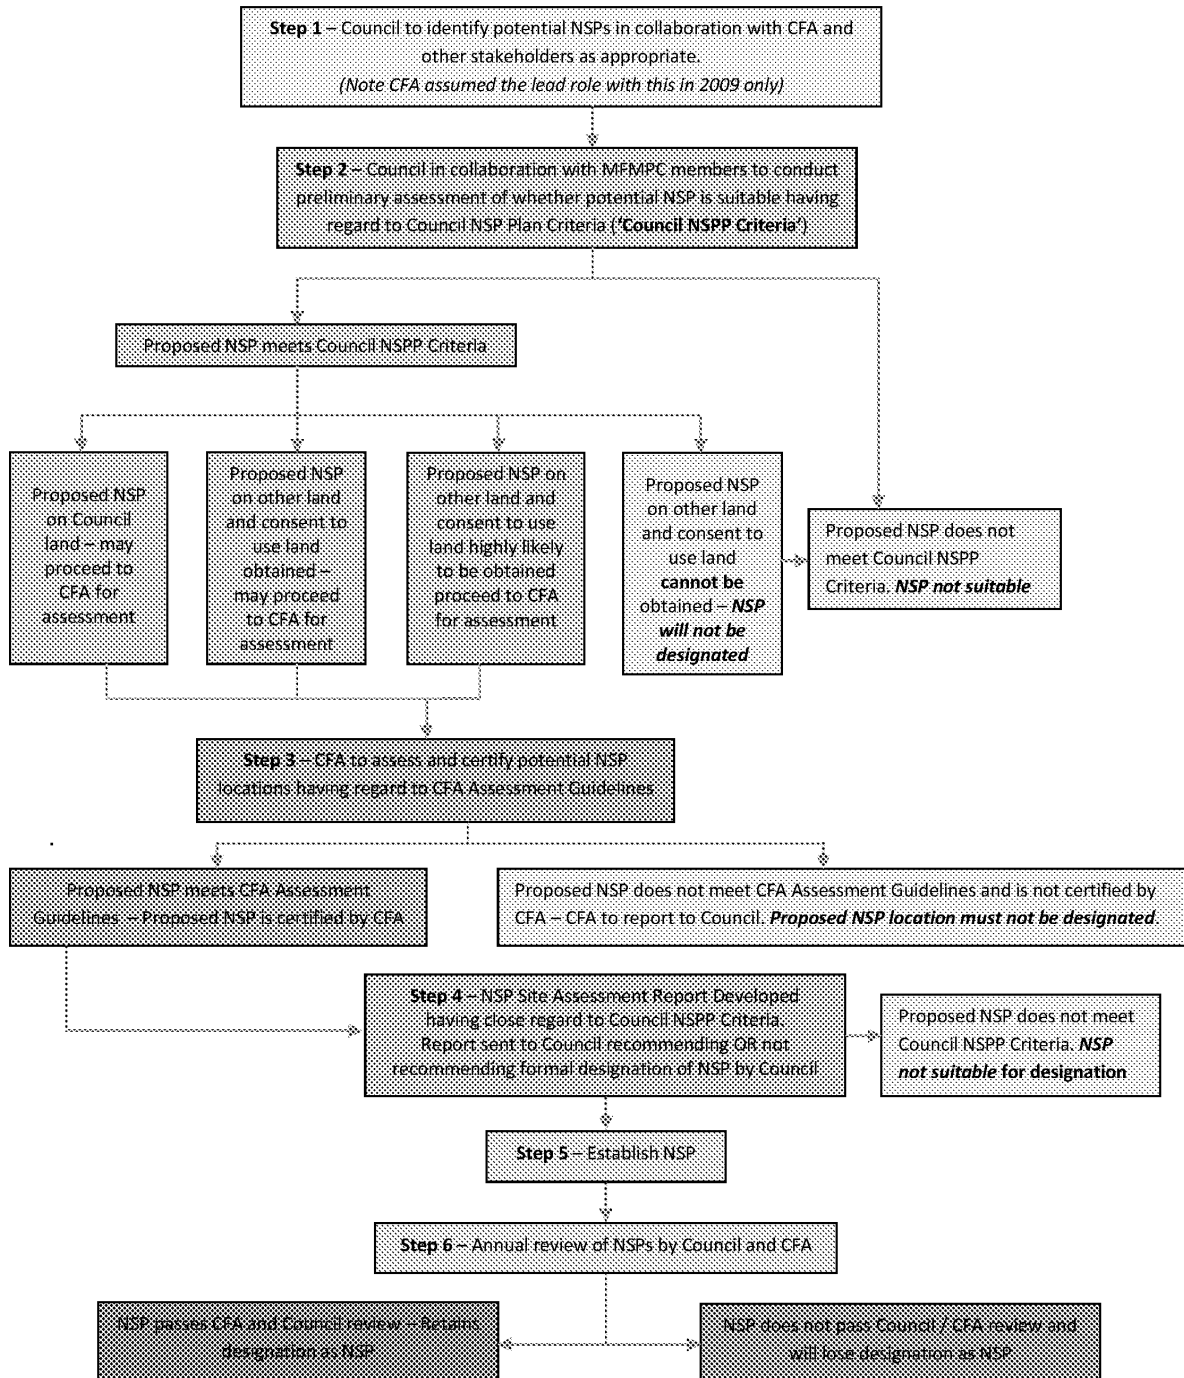 Step 1 – Council to identify potential NSPs in collaboration with CFA and
other stakeholders as appropriate.
(Note CFA assumed the lead role with this in 2009 only)
Step 2 – Council in collaboration with MFMPC members to conduct
preliminary assessment of whether potential NSP is suitable having
regard to Council NSP Plan Criteria (‘Council NSPP Criteria’)
Proposed NSP meets Council NSPP Criteria
Proposed NSP
on Council
land – may
proceed to
CFA for
assessment
Proposed NSP
on other land
and consent to
use land
obtained –
may proceed
to CFA for
assessment
Proposed NSP on
other land and
consent to use
land highly likely
to be obtained
proceed to CFA
for assessment
Proposed NSP
on other land
and consent to
use land
cannot be
obtained – NSP
will not be
designated
Proposed NSP does not
meet Council NSPP
Criteria. NSP not suitable
Step 3 – CFA to assess and certify potential NSP
locations having regard to CFA Assessment Guidelines
Proposed NSP meets CFA Assessment
Guidelines – Proposed NSP is certified by CFA
Proposed NSP does not meet CFA Assessment Guidelines and is not certified by
CFA – CFA to report to Council. Proposed NSP location must not be designated.
Step 4 – NSP Site Assessment Report Developed
having close regard to Council NSPP Criteria.
Report sent to Council recommending OR not
recommending formal designation of NSP by Council
Proposed NSP does not meet
Council NSPP Criteria. NSP
not suitable for designation
Step 5 – Establish NSP
Step 6 – Annual review of NSPs by Council and CFA
NSP passes CFA and Council review – Retains
designation as NSP
NSP does not pass Council / CFA review and
will lose designation as NSP